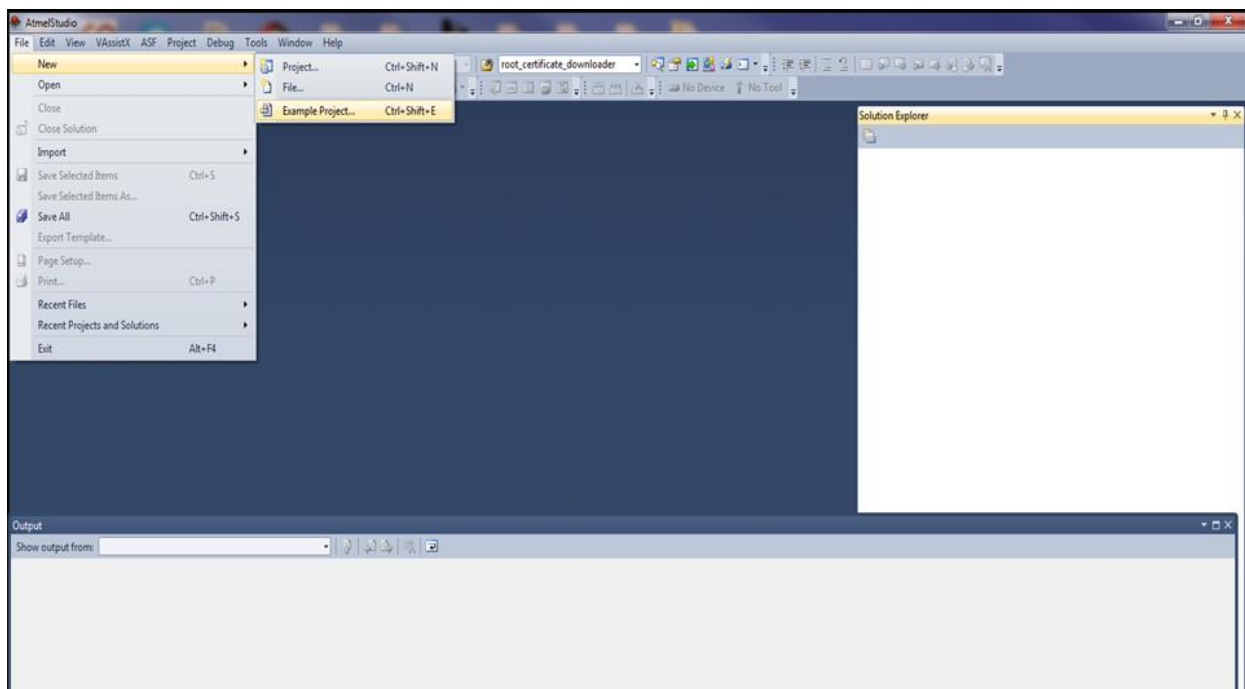 AtmelStudio
File Edit View VAssistX ASF Project Debug Tools Window Help
root_certificate_downloader
No Device No Tool
New
Open
Close
Close Solution
Import
Save Selected Items Ctrl+S
Save Selected Items As...
Save All Ctrl+Shift+S
Export Template...
Page Setup...
Print... Ctrl+P
Recent Files
Recent Projects and Solutions
Exit Alt+F4
Project... Ctrl+Shift+N
File... Ctrl+N
Example Project... Ctrl+Shift+E
Solution Explorer
Output
Show output from: